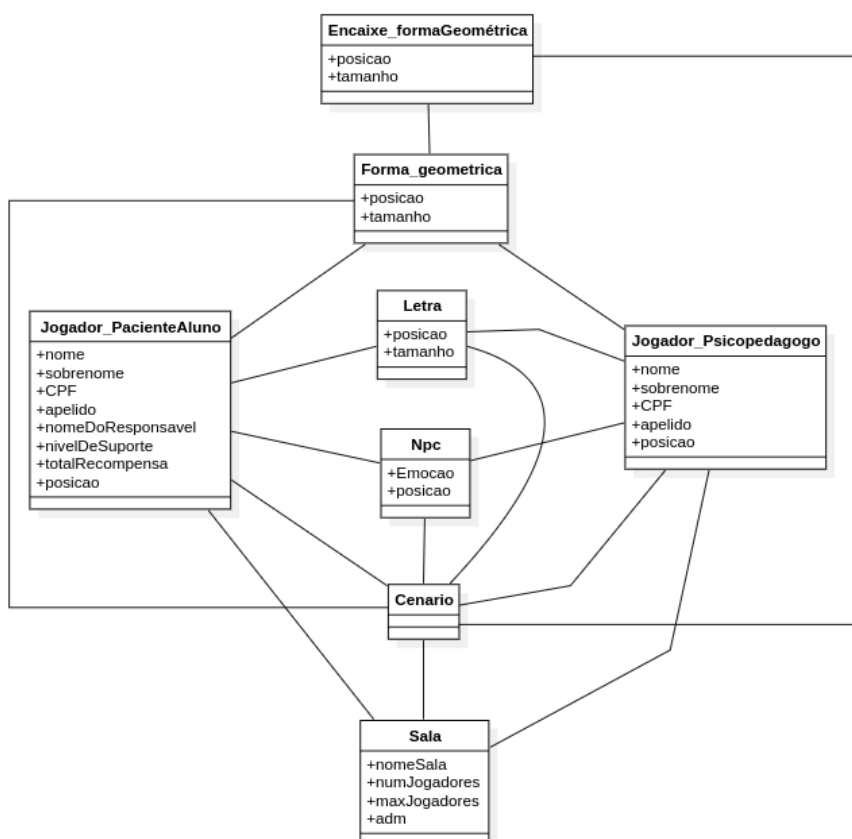 Encaixe_formaGeométrica
+posicao
+tamanho
Forma_geometrica
+posicao
+tamanho
Letra
+posicao
+tamanho
Jogador_PacienteAluno
+nome
+sobrenome
+CPF
+apelido
+nomeDoResponsavel
+nivelDeSuporte
+totalRecompensa
+posicao
Jogador_Psicopedagogo
+nome
+sobrenome
+CPF
+apelido
+posicao
Npc
+Emocao
+posicao
Cenario
Sala
+nomeSala
+numJogadores
+maxJogadores
+adm